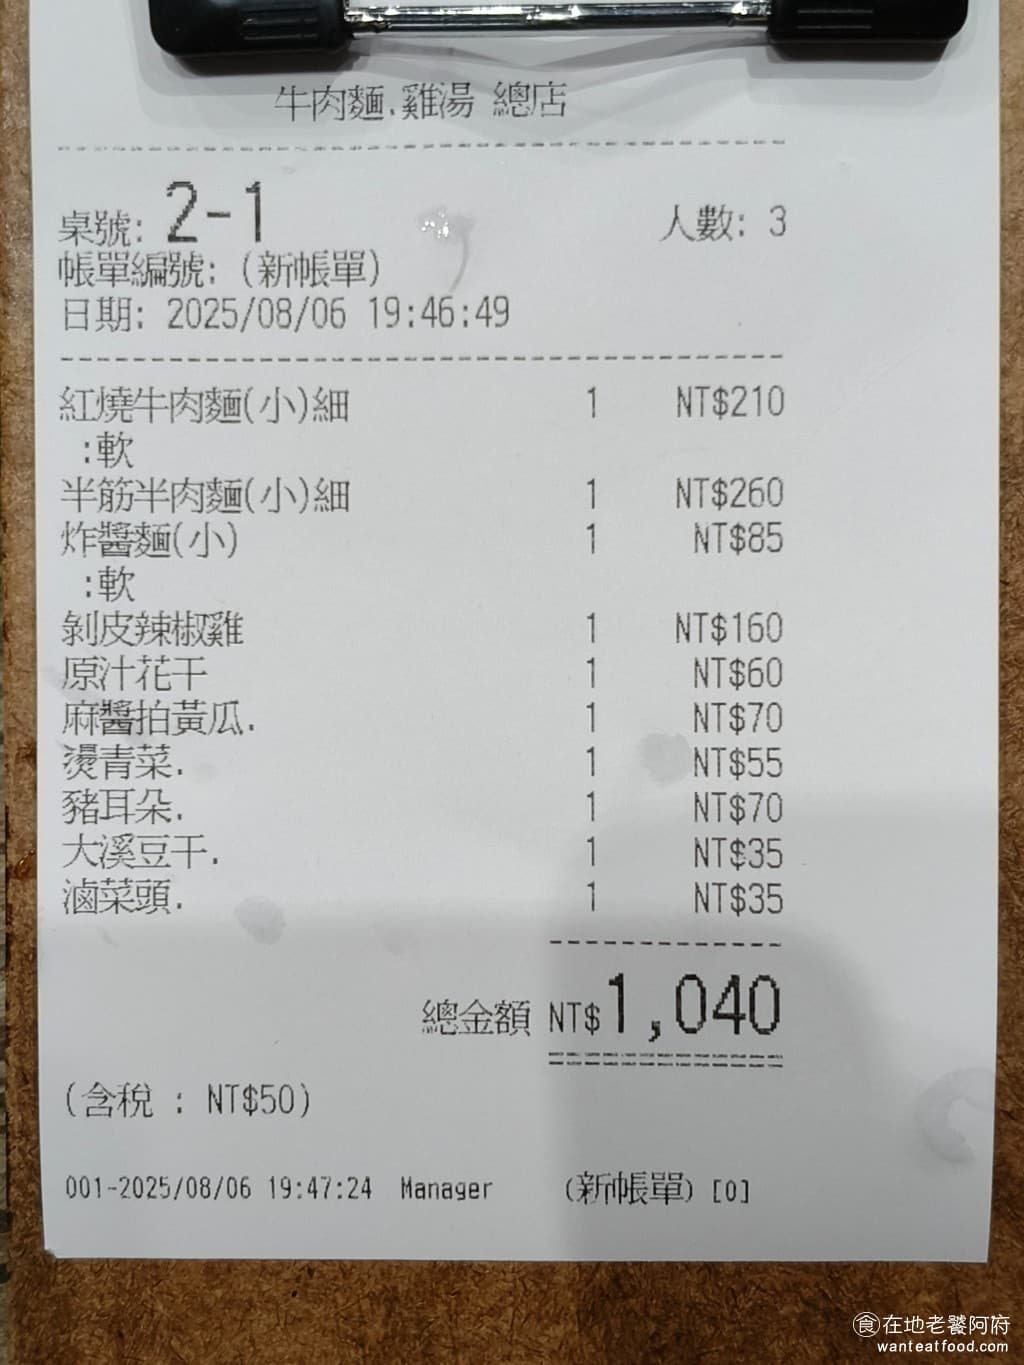 牛肉麵.雞湯 總店
桌號: 2-1 人數: 3
帳單編號: (新帳單)
日期: 2025/08/06 19:46:49
紅燒牛肉麵(小)細 1 NT$210
:軟
半筋半肉麵(小)細 1 NT$260
炸醬麵(小) 1 NT$85
:軟
剝皮辣椒雞 1 NT$160
原汁花干 1 NT$60
麻醬拍黃瓜. 1 NT$70
燙青菜. 1 NT$55
豬耳朵. 1 NT$70
大溪豆干. 1 NT$35
滷菜頭. 1 NT$35
總金額 NT$1,040
(含稅 : NT$50)
001-2025/08/06 19:47:24 Manager (新帳單) [0]
食在地老饕阿府
wanteatfood.com